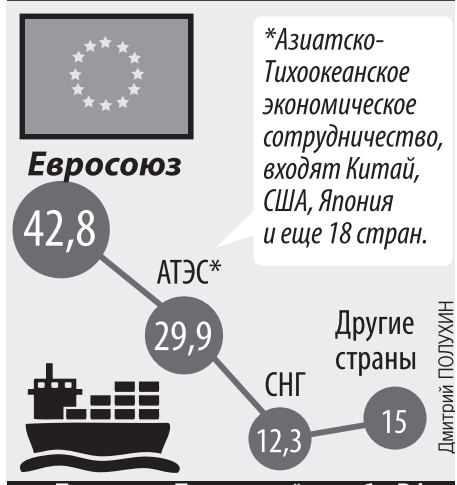 *Азиатско-
Тихоокеанское
экономическое
сотрудничество,
входят Китай,
США, Япония
и еще 18 стран.
Евросоюз
42,8
АТЭС*
29,9
СНГ
12,3
Другие
страны
15
Дмитрий ПОЛУХИН